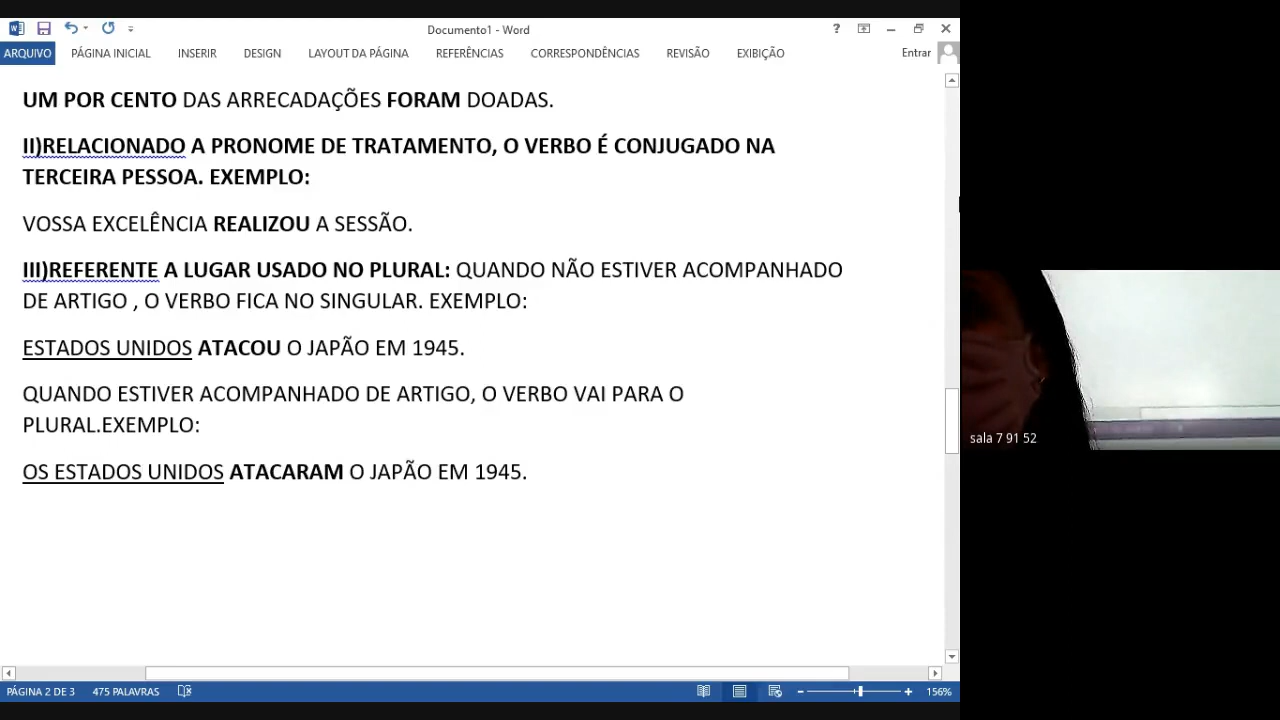 Documento1 - Word
?
ARQUIVO PÁGINA INICIAL INSERIR DESIGN LAYOUT DA PÁGINA REFERÊNCIAS CORRESPONDÊNCIAS REVISÃO EXIBIÇÃO Entrar
UM POR CENTO DAS ARRECADAÇÕES FORAM DOADAS.
II)RELACIONADO A PRONOME DE TRATAMENTO, O VERBO É CONJUGADO NA
TERCEIRA PESSOA. EXEMPLO:
VOSSA EXCELÊNCIA REALIZOU A SESSÃO.
III)REFERENTE A LUGAR USADO NO PLURAL: QUANDO NÃO ESTIVER ACOMPANHADO
DE ARTIGO , O VERBO FICA NO SINGULAR. EXEMPLO:
ESTADOS UNIDOS ATACOU O JAPÃO EM 1945.
QUANDO ESTIVER ACOMPANHADO DE ARTIGO, O VERBO VAI PARA O
PLURAL.EXEMPLO:
OS ESTADOS UNIDOS ATACARAM O JAPÃO EM 1945.
sala 7 91 52
PÁGINA 2 DE 3 475 PALAVRAS 156%